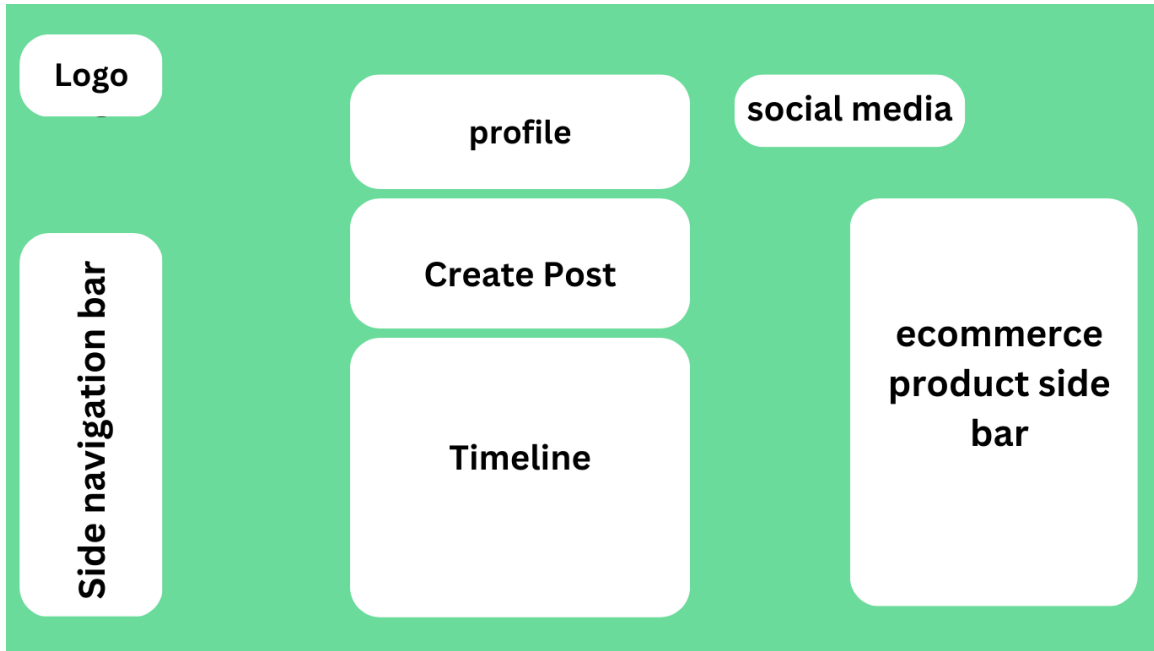 Logo
profile
social media
Create Post
Side navigation bar
ecommerce
product side
bar
Timeline